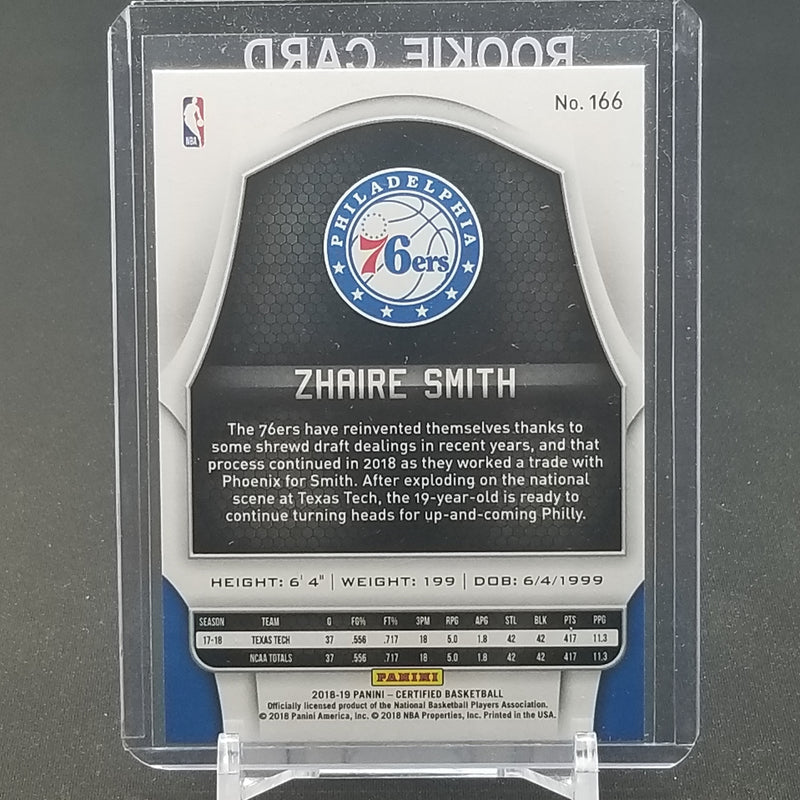 ROOKIE CARD
No. 166
NBA
PHILADELPHIA
76ers
ZHAIRE SMITH
The 76ers have reinvented themselves thanks to
some shrewd draft dealings in recent years, and that
process continued in 2018 as they worked a trade with
Phoenix for Smith. After exploding on the national
scene at Texas Tech, the 19-year-old is ready to
continue turning heads for up-and-coming Philly.
HEIGHT: 6' 4" | WEIGHT: 199 | DOB: 6/4/1999
SEASON TEAM G FG% FT% 3PM RPG APG STL BLK PTS PPG
17-18 TEXAS TECH 37 .556 .717 18 5.0 1.8 42 42 417 11.3
NCAA TOTALS 37 .556 .717 18 5.0 1.8 42 42 417 11.3
PANINI
2018-19 PANINI – CERTIFIED BASKETBALL
Officially licensed product of the National Basketball Players Association.
© 2018 Panini America, Inc. © 2018 NBA Properties, Inc. Printed in the USA.